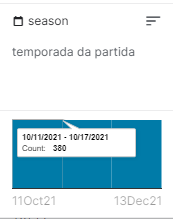 season
temporada da partida
10/11/2021 - 10/17/2021
Count: 380
11Oct21 13Dec21